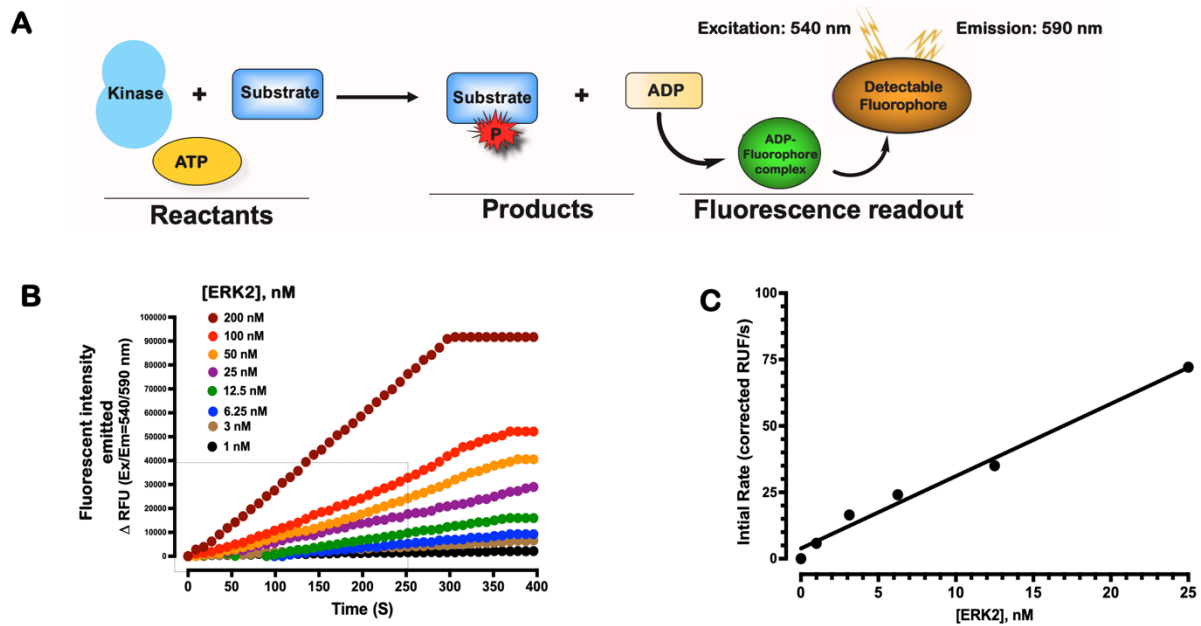 A
Excitation: 540 nm
Emission: 590 nm
Kinase
+
Substrate
ATP
Substrate
P
+
ADP
ADP-
Fluorophore
complex
Detectable
Fluorophore
Reactants
Products
Fluorescence readout
B
[ERK2], nM
200 nM
100 nM
50 nM
25 nM
12.5 nM
6.25 nM
3 nM
1 nM
Fluorescent intensity
emitted
Δ RFU (Ex/Em=540/590 nm)
100000
90000
80000
70000
60000
50000
40000
30000
20000
10000
0
0 50 100 150 200 250 300 350 400
Time (S)
C
Intial Rate (corrected RUF/s)
100
75
50
25
0
0 5 10 15 20 25
[ERK2], nM